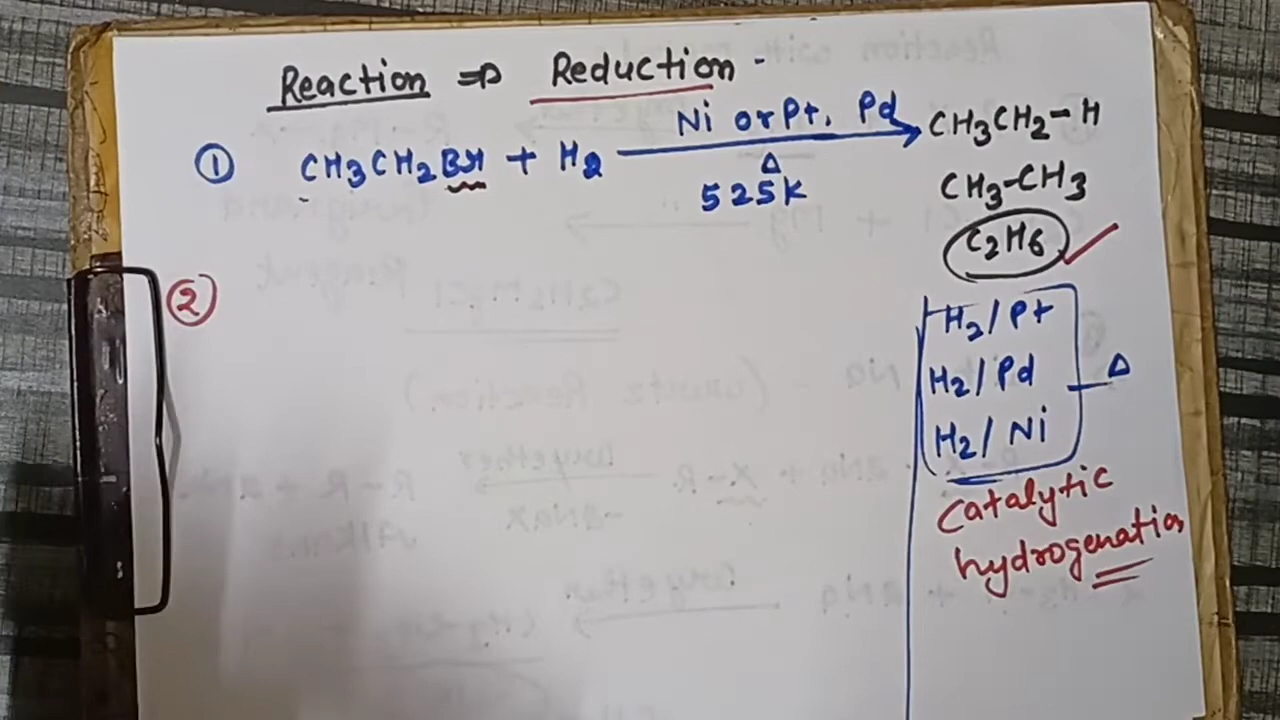 Reaction ⇒ Reduction -
① CH3CH2Br + H2 Ni or Pt, Pd Δ 525K CH3CH2-H
CH3-CH3
C2H6 ✓
②
H2/Pt
H2/Pd Δ
H2/Ni
Catalytic
hydrogenation